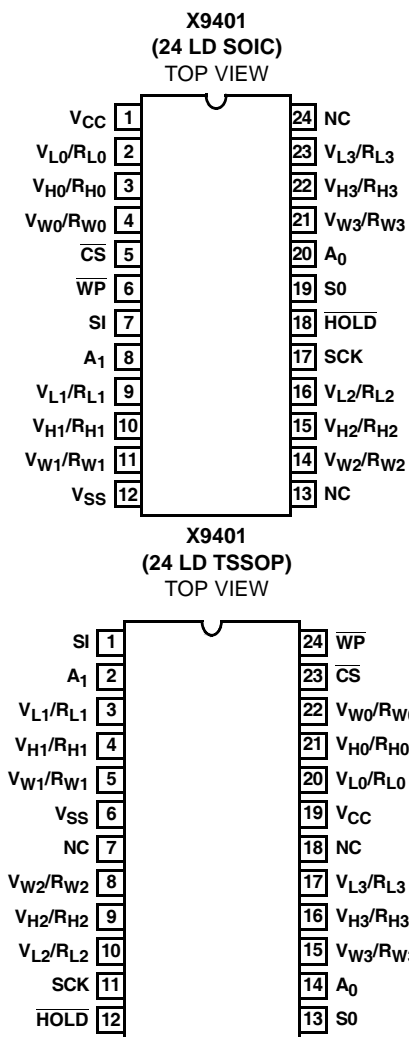 X9401
(24 LD SOIC)
TOP VIEW
VCC 1 24 NC
VL0/RL0 2 23 VL3/RL3
VH0/RH0 3 22 VH3/RH3
VW0/RW0 4 21 VW3/RW3
C̅S̅ 5 20 A0
W̅P̅ 6 19 S0
SI 7 18 H̅O̅L̅D̅
A1 8 17 SCK
VL1/RL1 9 16 VL2/RL2
VH1/RH1 10 15 VH2/RH2
VW1/RW1 11 14 VW2/RW2
VSS 12 13 NC
X9401
(24 LD TSSOP)
TOP VIEW
SI 1 24 W̅P̅
A1 2 23 C̅S̅
VL1/RL1 3 22 VW0/RW0
VH1/RH1 4 21 VH0/RH0
VW1/RW1 5 20 VL0/RL0
VSS 6 19 VCC
NC 7 18 NC
VW2/RW2 8 17 VL3/RL3
VH2/RH2 9 16 VH3/RH3
VL2/RL2 10 15 VW3/RW3
SCK 11 14 A0
H̅O̅L̅D̅ 12 13 S0